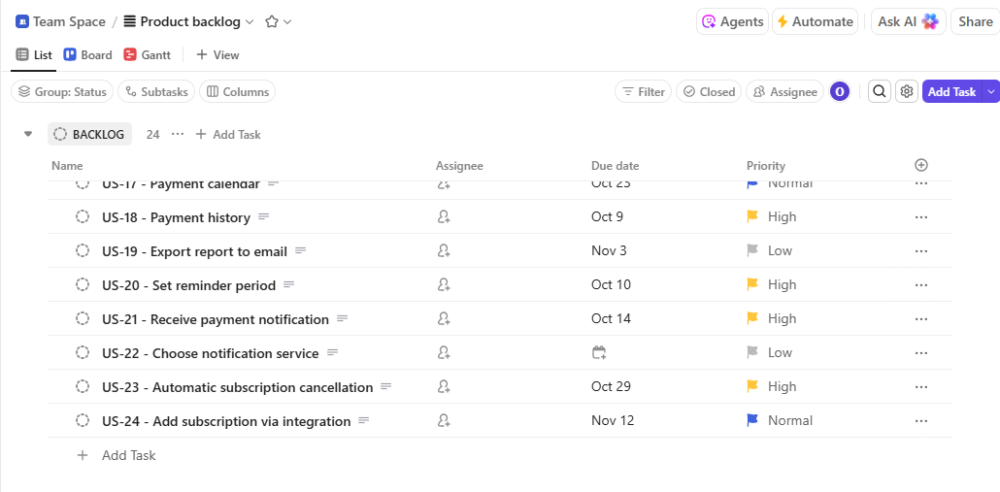 Team Space / Product backlog
Agents Automate Ask AI Share
List Board Gantt + View
Group: Status Subtasks Columns
Filter Closed Assignee O Add Task
BACKLOG 24 ... + Add Task
Name Assignee Due date Priority
US-17 - Payment calendar Oct 23 Normal
US-18 - Payment history Oct 9 High
US-19 - Export report to email Nov 3 Low
US-20 - Set reminder period Oct 10 High
US-21 - Receive payment notification Oct 14 High
US-22 - Choose notification service Low
US-23 - Automatic subscription cancellation Oct 29 High
US-24 - Add subscription via integration Nov 12 Normal
+ Add Task